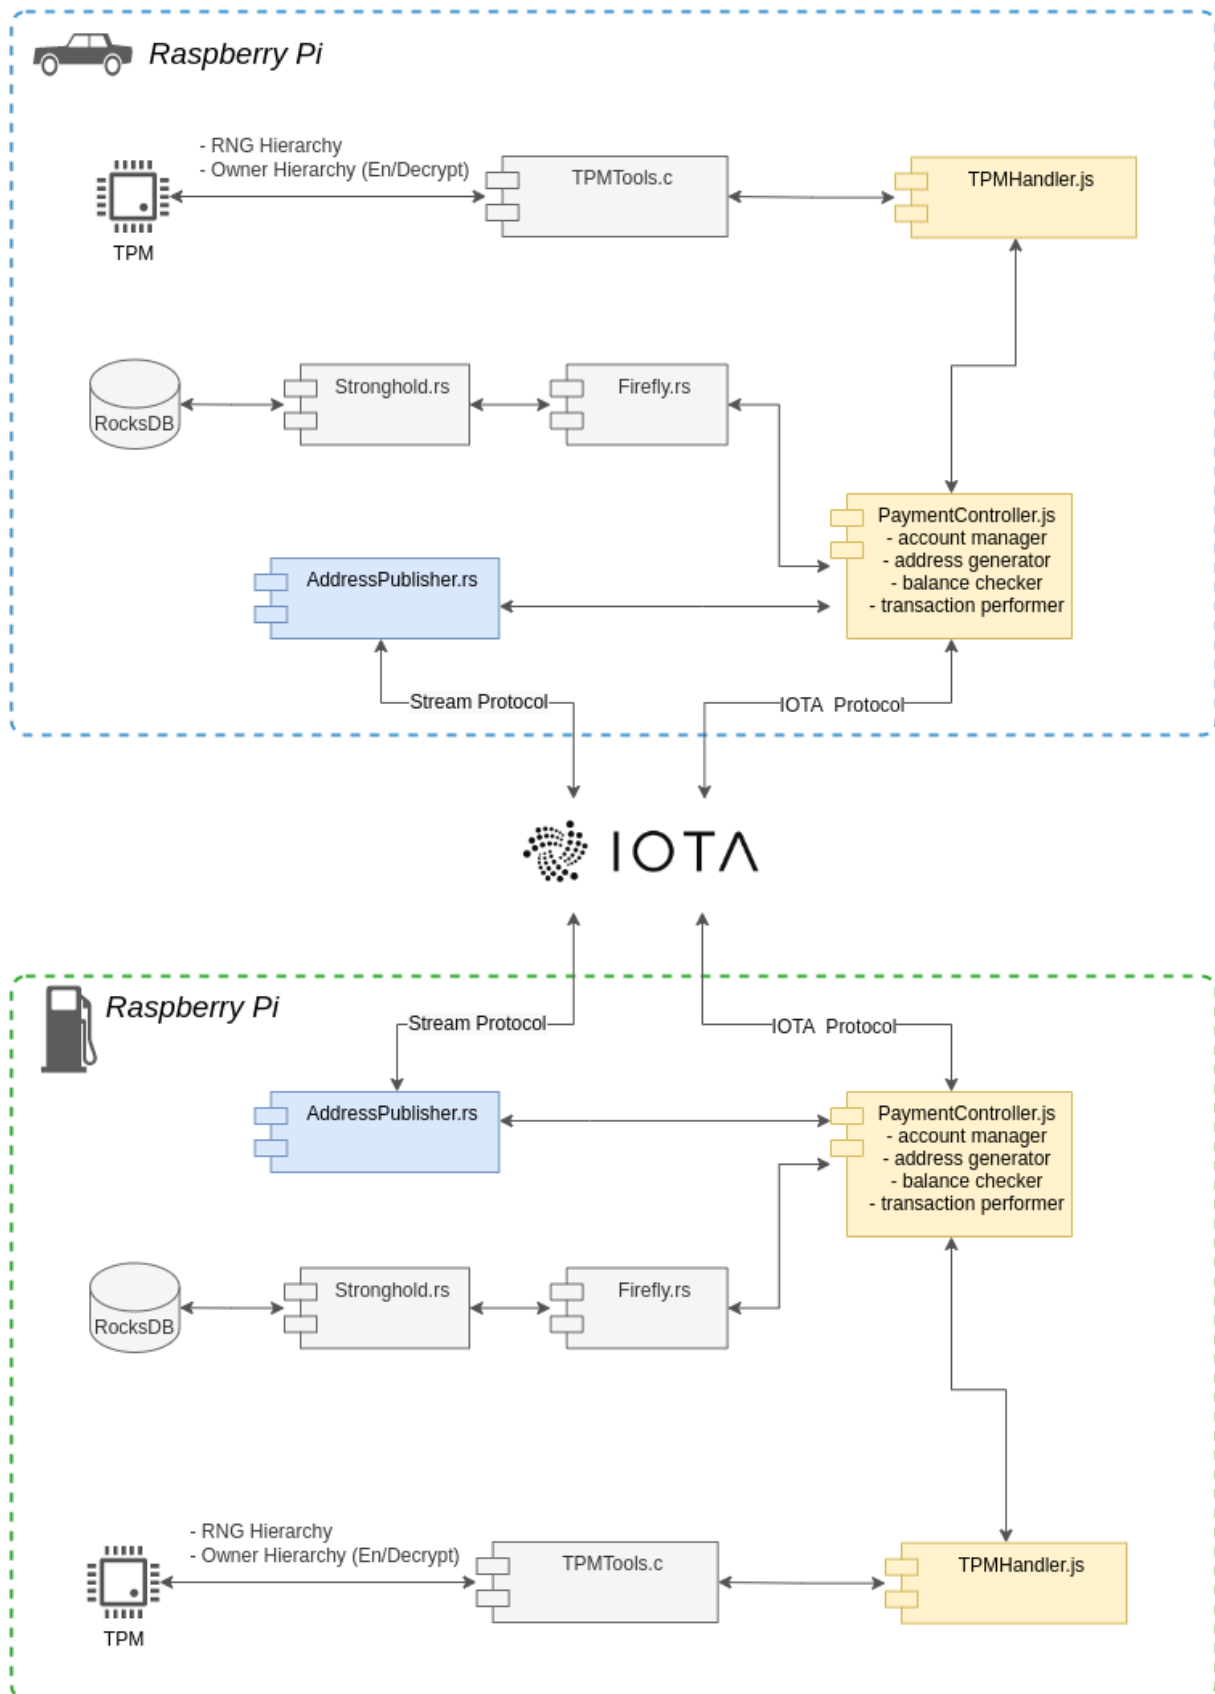 Raspberry Pi
- RNG Hierarchy
- Owner Hierarchy (En/Decrypt)
TPM
TPMTools.c
TPMHandler.js
RocksDB
Stronghold.rs
Firefly.rs
PaymentController.js
- account manager
- address generator
- balance checker
- transaction performer
AddressPublisher.rs
Stream Protocol
IOTA Protocol
IOTA
Raspberry Pi
Stream Protocol
IOTA Protocol
AddressPublisher.rs
PaymentController.js
- account manager
- address generator
- balance checker
- transaction performer
RocksDB
Stronghold.rs
Firefly.rs
- RNG Hierarchy
- Owner Hierarchy (En/Decrypt)
TPM
TPMTools.c
TPMHandler.js